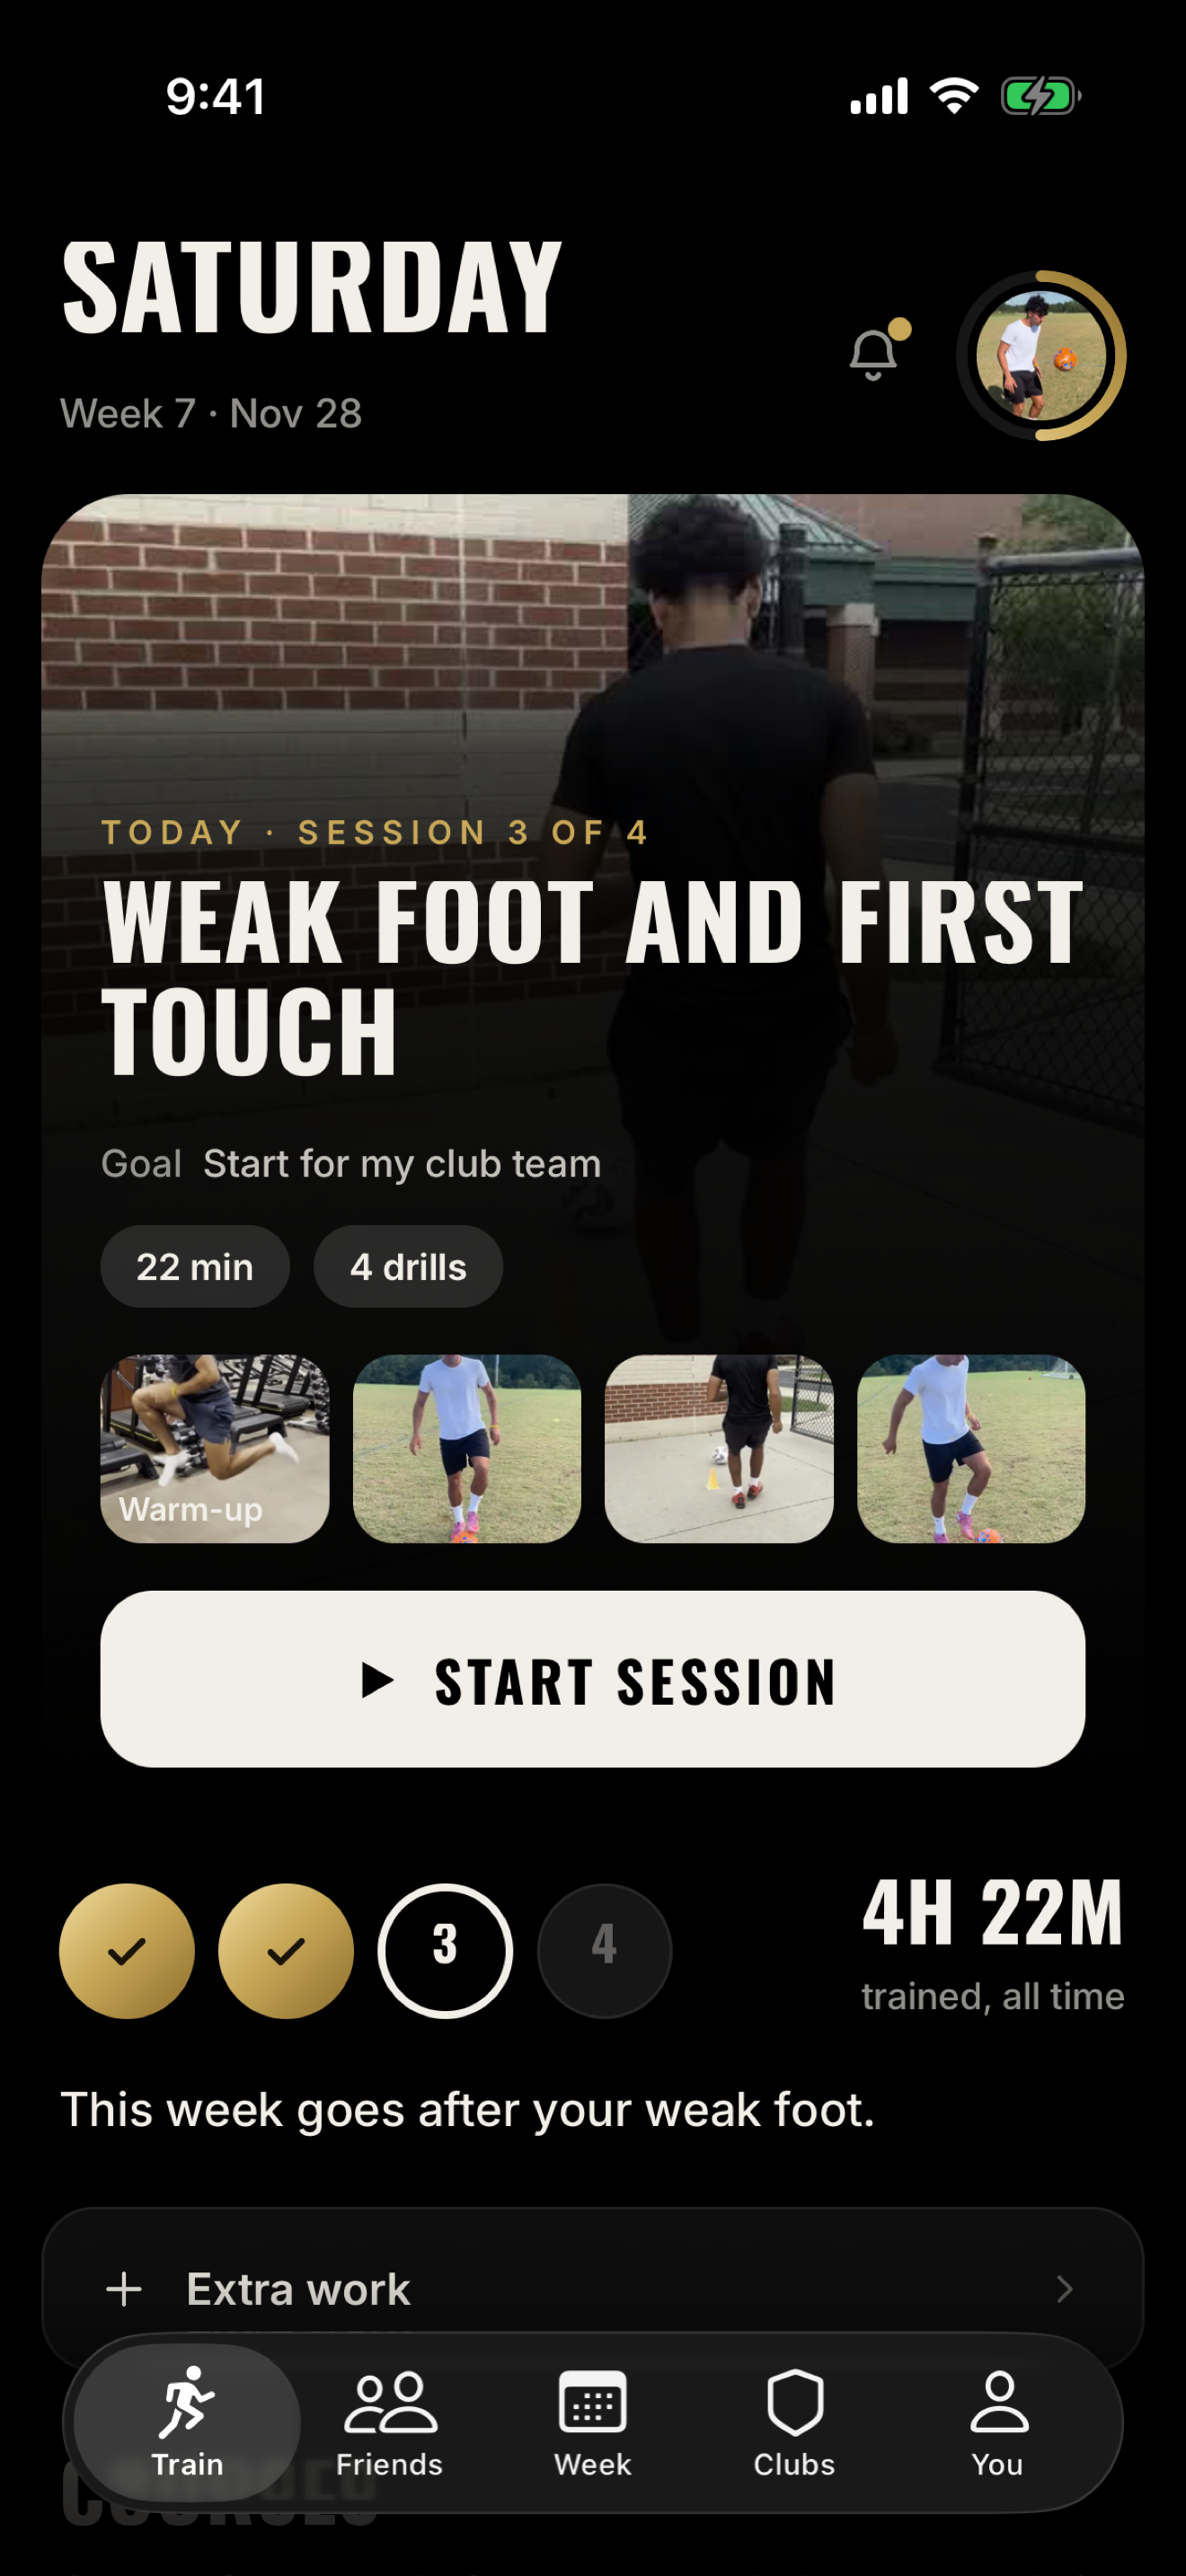 9:41
SATURDAY
Week 7 · Nov 28
TODAY · SESSION 3 OF 4
WEAK FOOT AND FIRST
TOUCH
Goal Start for my club team
22 min 4 drills
Warm-up
START SESSION
3 4
4H 22M
trained, all time
This week goes after your weak foot.
Extra work
Train Friends Week Clubs You